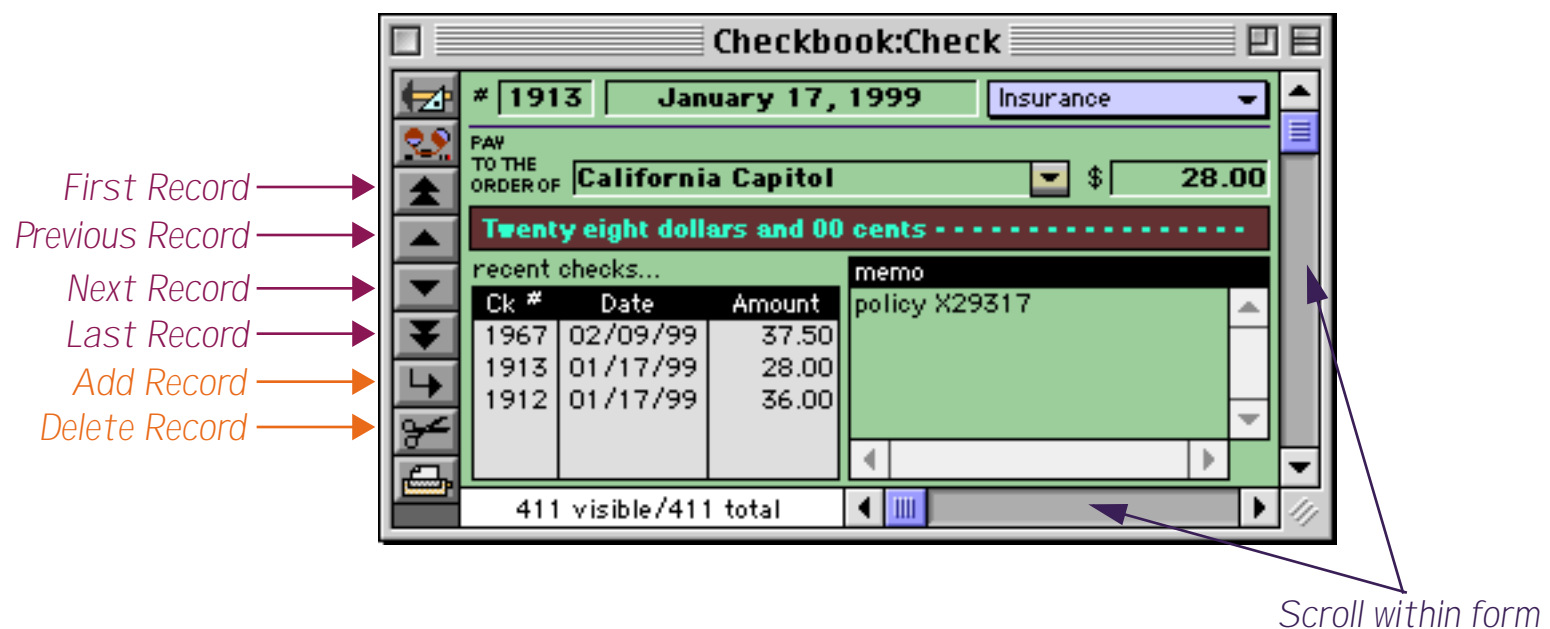 Checkbook:Check
# 1913 January 17, 1999 Insurance
PAY
TO THE
ORDER OF California Capitol $ 28.00
Twenty eight dollars and 00 cents - - - - - - - - - - - - - - - - -
recent checks...
Ck # Date Amount
1967 02/09/99 37.50
1913 01/17/99 28.00
1912 01/17/99 36.00
memo
policy X29317
411 visible/411 total
First Record
Previous Record
Next Record
Last Record
Add Record
Delete Record
Scroll within form